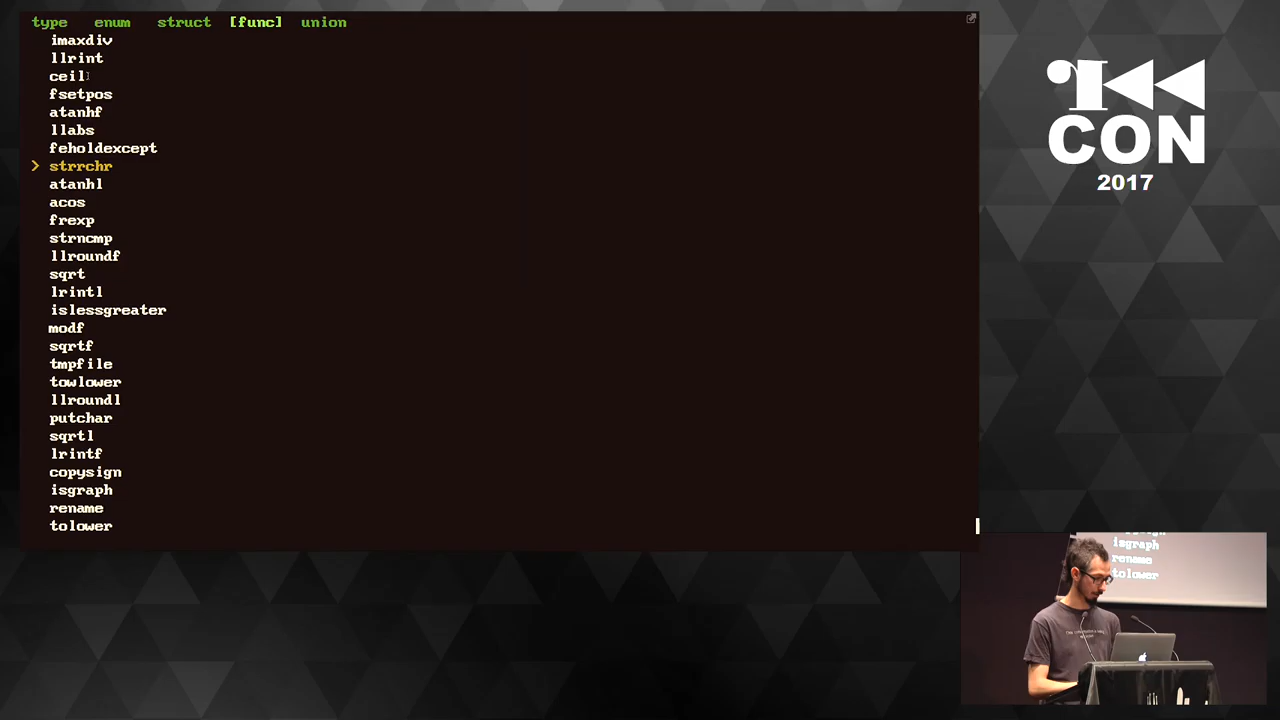 type enum struct [func] union
imaxdiv
llrint
ceil
fsetpos
atanhf
llabs
feholdexcept
> strrchr
atanhl
acos
frexp
strncmp
llroundf
sqrt
lrintl
islessgreater
modf
sqrtf
tmpfile
towlower
llroundl
putchar
sqrtl
lrintf
copysign
isgraph
rename
tolower
CON
2017
isgraph
rename
tolower